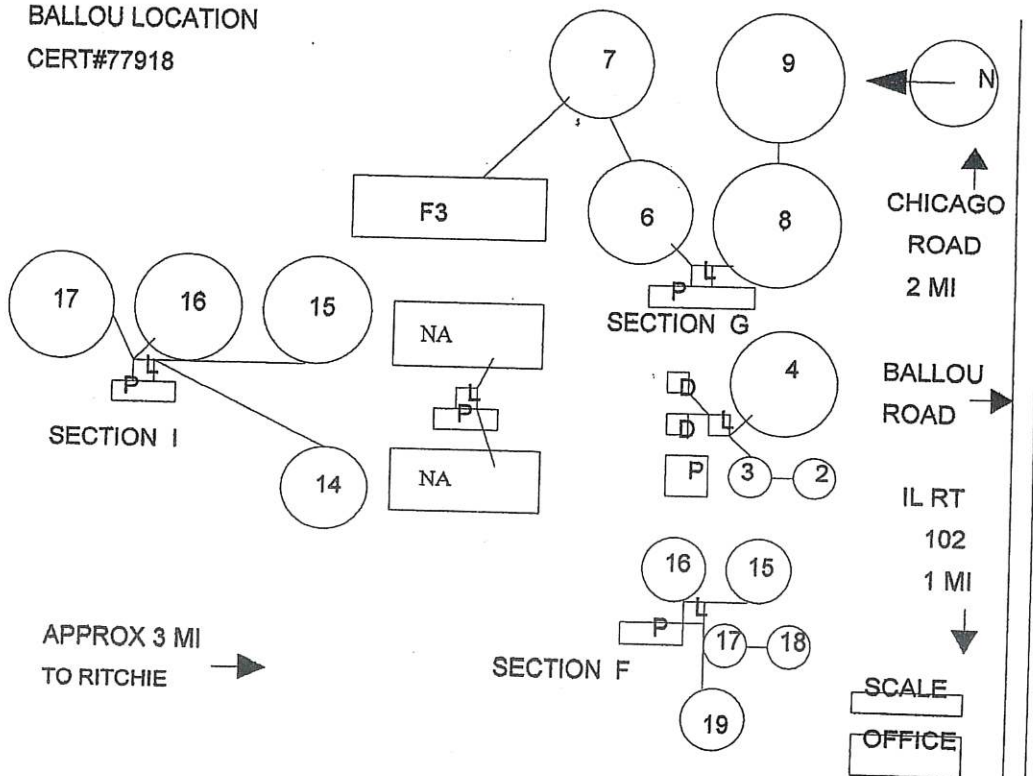 BALLOU LOCATION
CERT#77918
7
9
N
F3
6
8
CHICAGO
ROAD
2 MI
17
16
15
L
P
SECTION G
NA
L
P
SECTION I
L
P
4
D
D
L
BALLOU
ROAD
14
NA
P
3
2
IL RT
102
1 MI
16
15
L
P
17
18
SECTION F
19
APPROX 3 MI
TO RITCHIE
SCALE
OFFICE